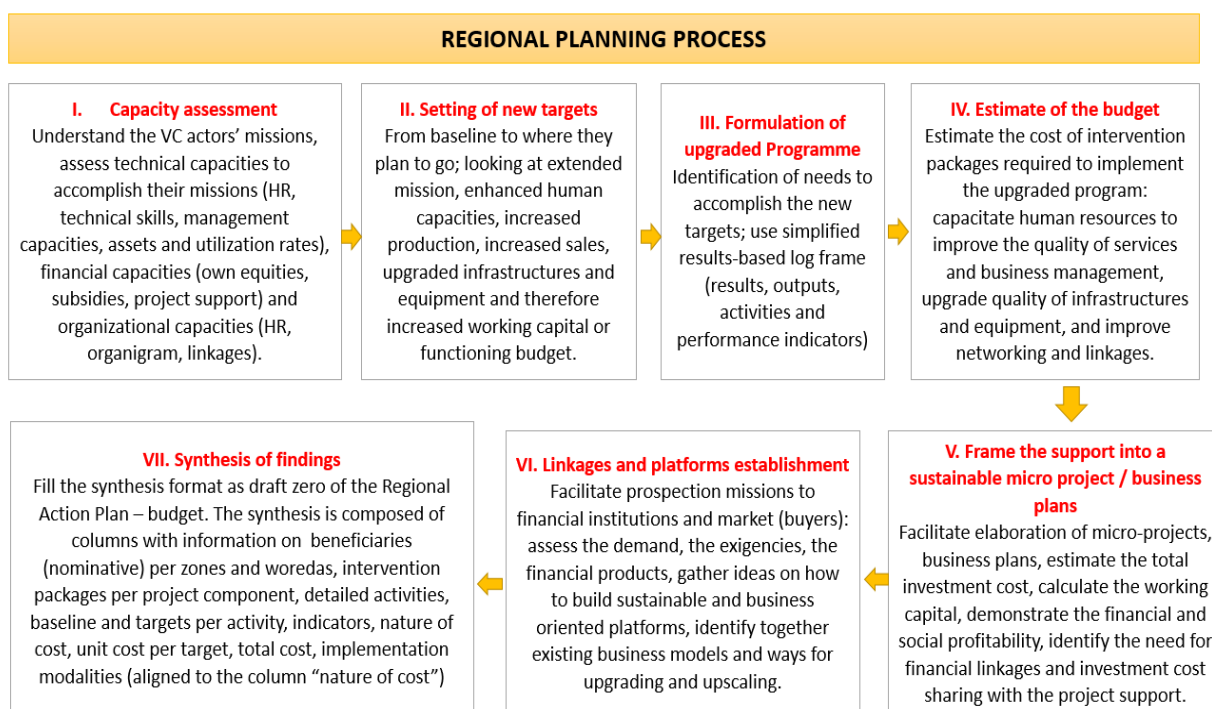 REGIONAL PLANNING PROCESS
I. Capacity assessment
Understand the VC actors’ missions,
assess technical capacities to
accomplish their missions (HR,
technical skills, management
capacities, assets and utilization rates),
financial capacities (own equities,
subsidies, project support) and
organizational capacities (HR,
organigram, linkages).
II. Setting of new targets
From baseline to where they
plan to go; looking at extended
mission, enhanced human
capacities, increased
production, increased sales,
upgraded infrastructures and
equipment and therefore
increased working capital or
functioning budget.
III. Formulation of
upgraded Programme
Identification of needs to
accomplish the new
targets; use simplified
results-based log frame
(results, outputs,
activities and
performance indicators)
IV. Estimate of the budget
Estimate the cost of intervention
packages required to implement
the upgraded program:
capacitate human resources to
improve the quality of services
and business management,
upgrade quality of infrastructures
and equipment, and improve
networking and linkages.
V. Frame the support into a
sustainable micro project / business
plans
Facilitate elaboration of micro-projects,
business plans, estimate the total
investment cost, calculate the working
capital, demonstrate the financial and
social profitability, identify the need for
financial linkages and investment cost
sharing with the project support.
VI. Linkages and platforms establishment
Facilitate prospection missions to
financial institutions and market (buyers):
assess the demand, the exigencies, the
financial products, gather ideas on how
to build sustainable and business
oriented platforms, identify together
existing business models and ways for
upgrading and upscaling.
VII. Synthesis of findings
Fill the synthesis format as draft zero of the Regional
Action Plan – budget. The synthesis is composed of
columns with information on beneficiaries
(nominative) per zones and woredas, intervention
packages per project component, detailed activities,
baseline and targets per activity, indicators, nature of
cost, unit cost per target, total cost, implementation
modalities (aligned to the column “nature of cost”)